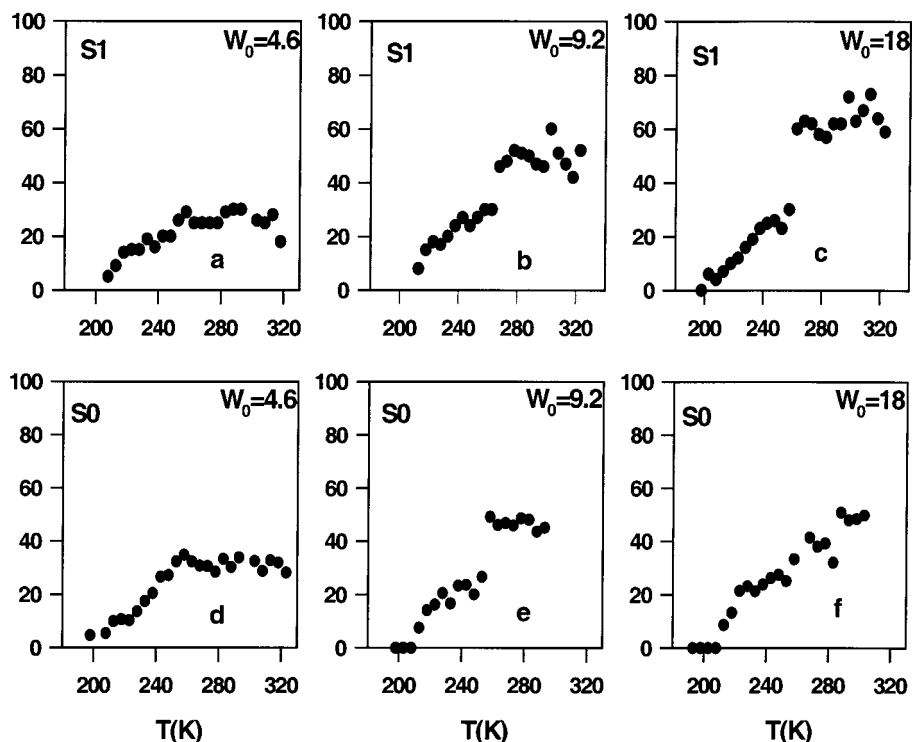 100 80 60 40 20 0
S1 W₀=4.6
a
200 240 280 320
100 80 60 40 20 0
S1 W₀=9.2
b
200 240 280 320
100 80 60 40 20 0
S1 W₀=18
c
200 240 280 320
100 80 60 40 20 0
S0 W₀=4.6
d
200 240 280 320
T(K)
100 80 60 40 20 0
S0 W₀=9.2
e
200 240 280 320
T(K)
100 80 60 40 20 0
S0 W₀=18
f
200 240 280 320
T(K)